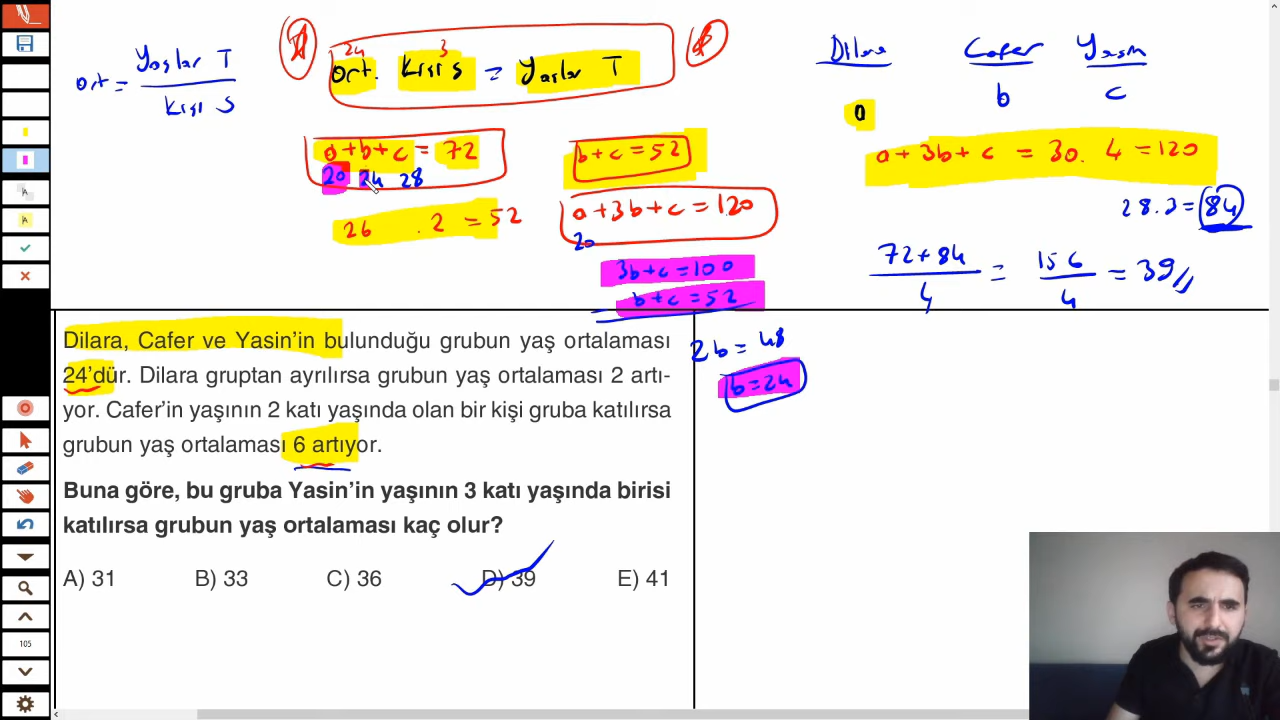 Ort = Yaşlar T / Kişi S
24 3
Ort. Kişi S = Yaşlar T
a+b+c = 72
20 24 28
26 . 2 = 52
b+c = 52
a+3b+c = 120
20
3b+c = 100
b+c = 52
2b = 48
b = 24
Dilara Cafer Yasin
a b c
a+3b+c = 30. 4 = 120
28.3 = 84
72+84 / 4 = 156 / 4 = 39//
Dilara, Cafer ve Yasin’in bulunduğu grubun yaş ortalaması
24’dür. Dilara gruptan ayrılırsa grubun yaş ortalaması 2 artı-
yor. Cafer’in yaşının 2 katı yaşında olan bir kişi gruba katılırsa
grubun yaş ortalaması 6 artıyor.
Buna göre, bu gruba Yasin’in yaşının 3 katı yaşında birisi
katılırsa grubun yaş ortalaması kaç olur?
A) 31 B) 33 C) 36 D) 39 E) 41
105